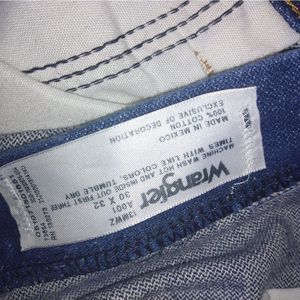 Wrangler
13MWZ
A001
30 X 32
MACHINE WASH HOT AND INSIDE OUT FIRST THREE
TIMES WITH LIKE COLORS. TUMBLE DRY
MADE IN MEXICO
100% COTTON
EXCLUSIVE OF DECORATION